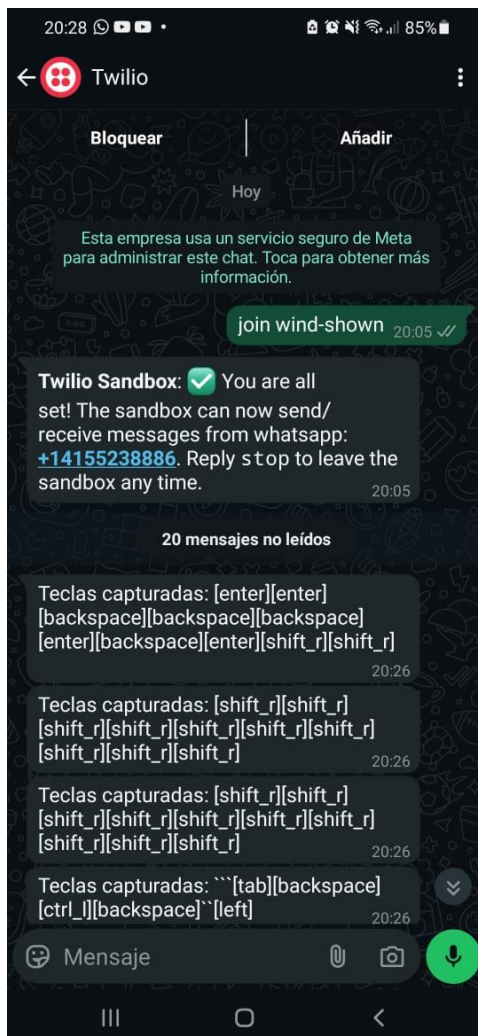 20:28
85%
Twilio
Bloquear
Añadir
Hoy
Esta empresa usa un servicio seguro de Meta
para administrar este chat. Toca para obtener más
información.
join wind-shown 20:05
Twilio Sandbox: ✅ You are all
set! The sandbox can now send/
receive messages from whatsapp:
+14155238886. Reply stop to leave the
sandbox any time.
20:05
20 mensajes no leídos
Teclas capturadas: [enter][enter]
[backspace][backspace][backspace]
[enter][backspace][enter][shift_r][shift_r]
20:26
Teclas capturadas: [shift_r][shift_r]
[shift_r][shift_r][shift_r][shift_r][shift_r]
[shift_r][shift_r][shift_r]
20:26
Teclas capturadas: [shift_r][shift_r]
[shift_r][shift_r][shift_r][shift_r][shift_r]
[shift_r][shift_r][shift_r]
20:26
Teclas capturadas: ```[tab][backspace]
[ctrl_l][backspace]``[left]
20:26
Mensaje